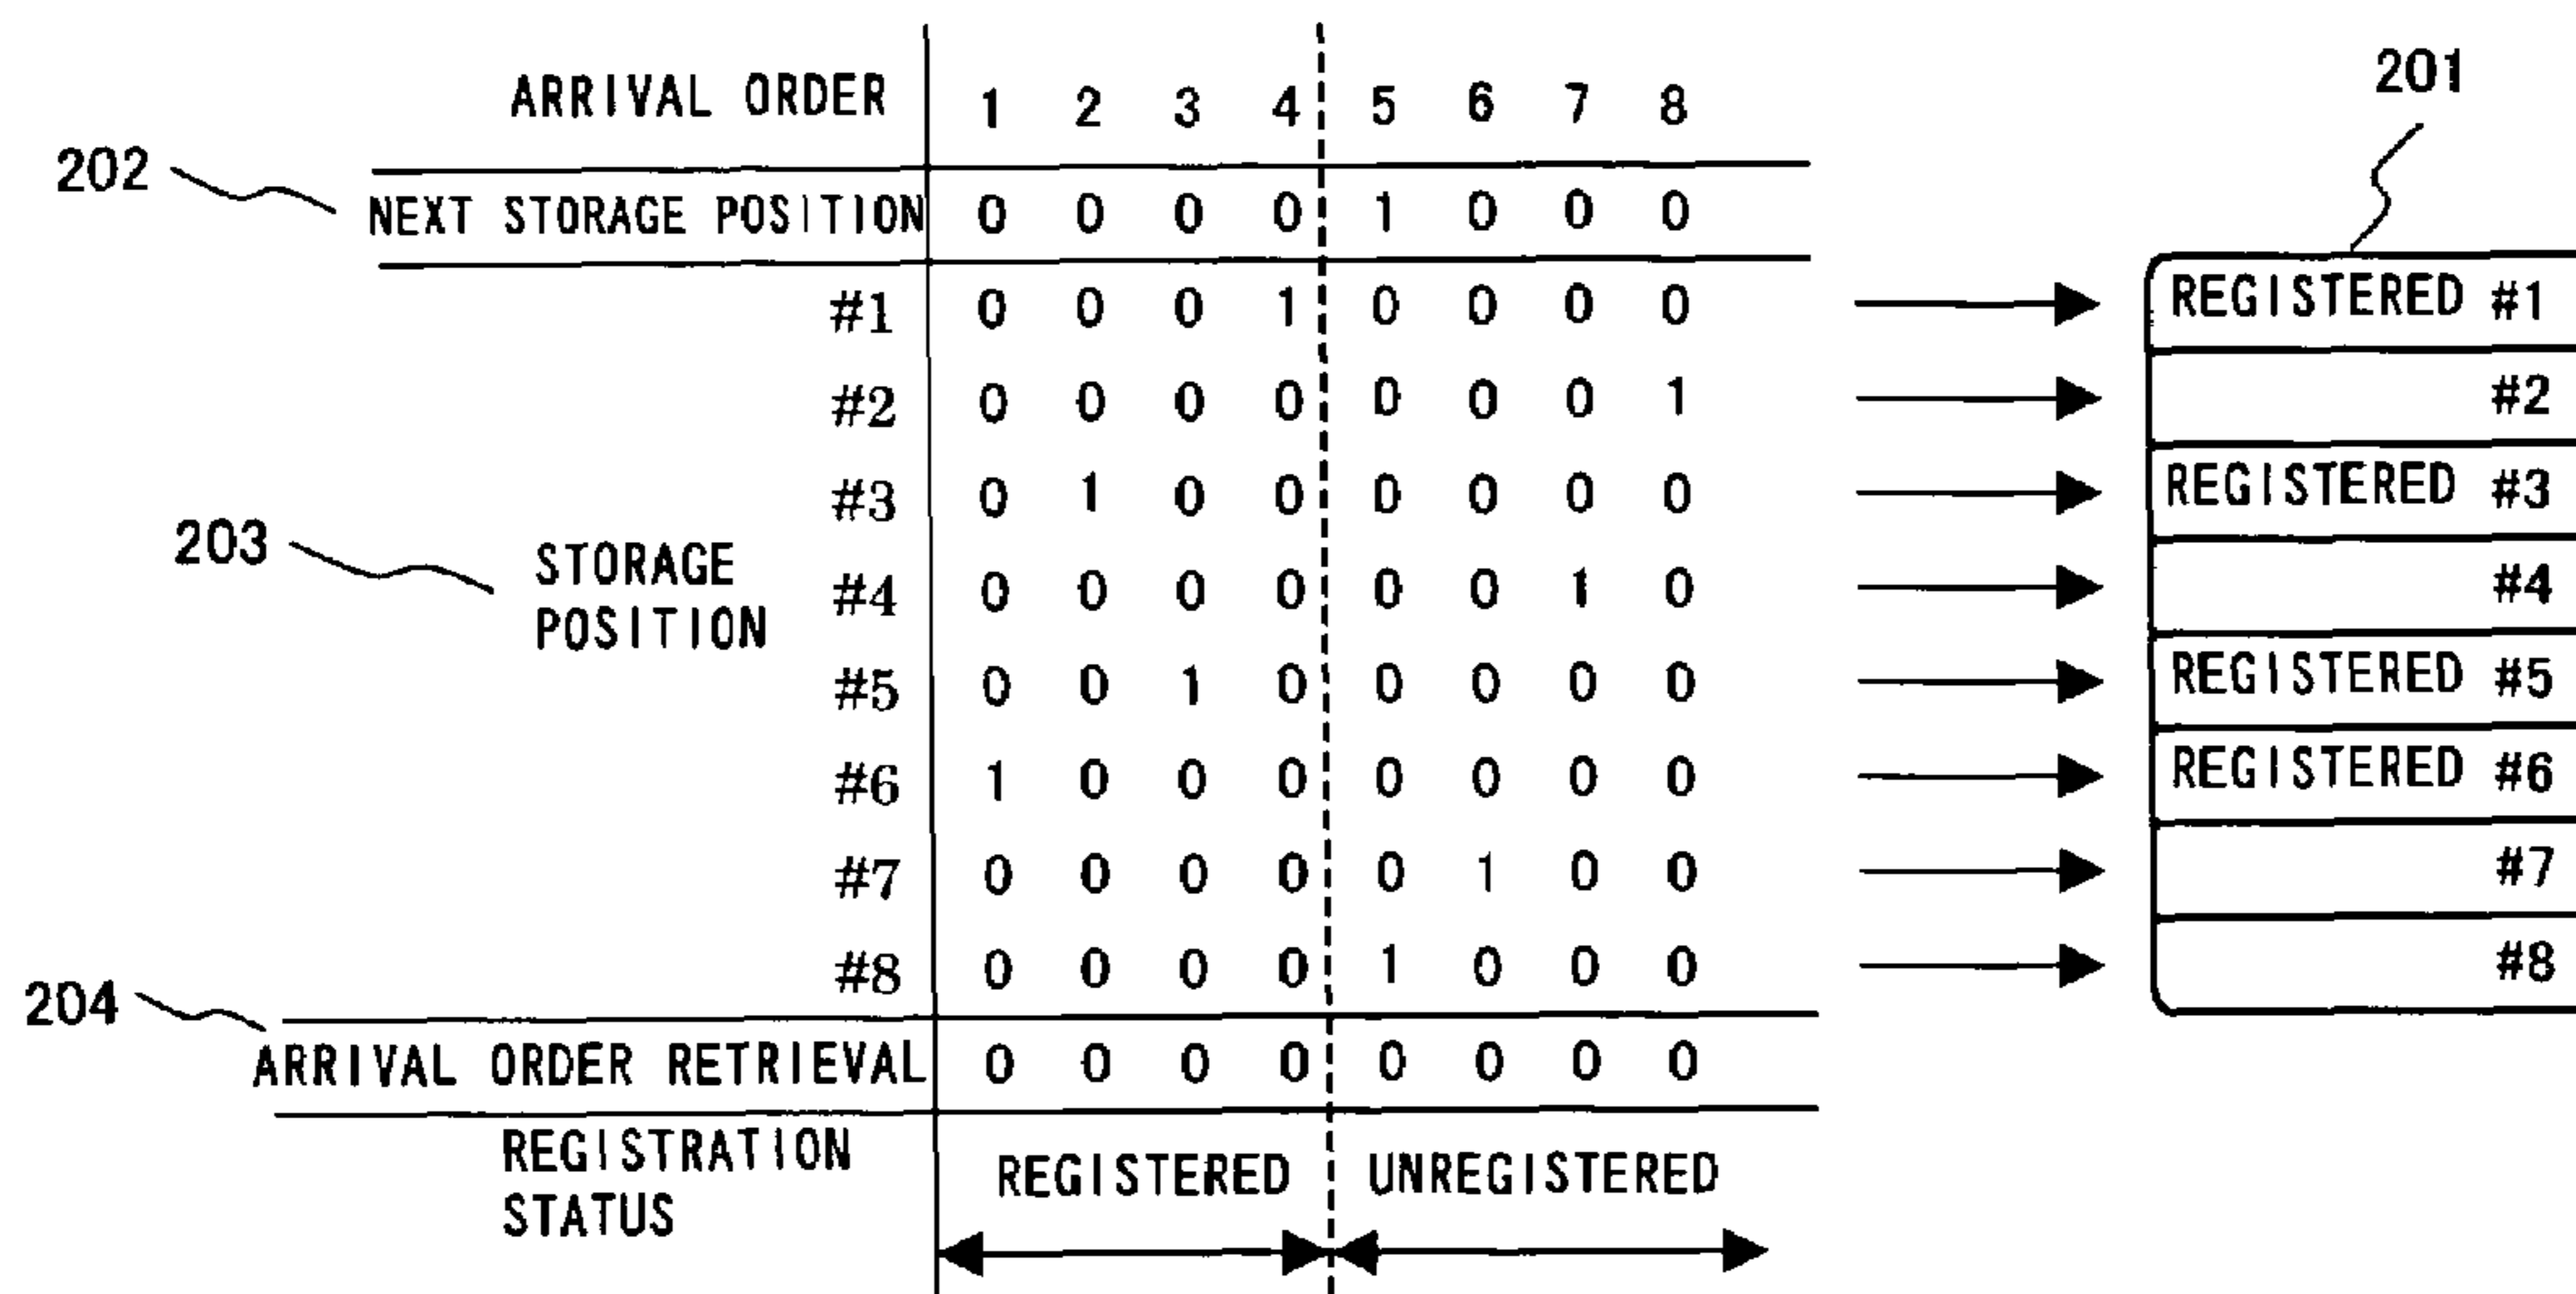 201
ARRIVAL ORDER 1 2 3 4 5 6 7 8
202
NEXT STORAGE POSITION 0 0 0 0 1 0 0 0
#1 0 0 0 1 0 0 0 0 REGISTERED #1
#2 0 0 0 0 0 0 0 1 #2
#3 0 1 0 0 0 0 0 0 REGISTERED #3
203
STORAGE
POSITION
#4 0 0 0 0 0 0 1 0 #4
#5 0 0 1 0 0 0 0 0 REGISTERED #5
#6 1 0 0 0 0 0 0 0 REGISTERED #6
#7 0 0 0 0 0 1 0 0 #7
#8 0 0 0 0 1 0 0 0 #8
204
ARRIVAL ORDER RETRIEVAL 0 0 0 0 0 0 0 0
REGISTRATION
STATUS
REGISTERED UNREGISTERED